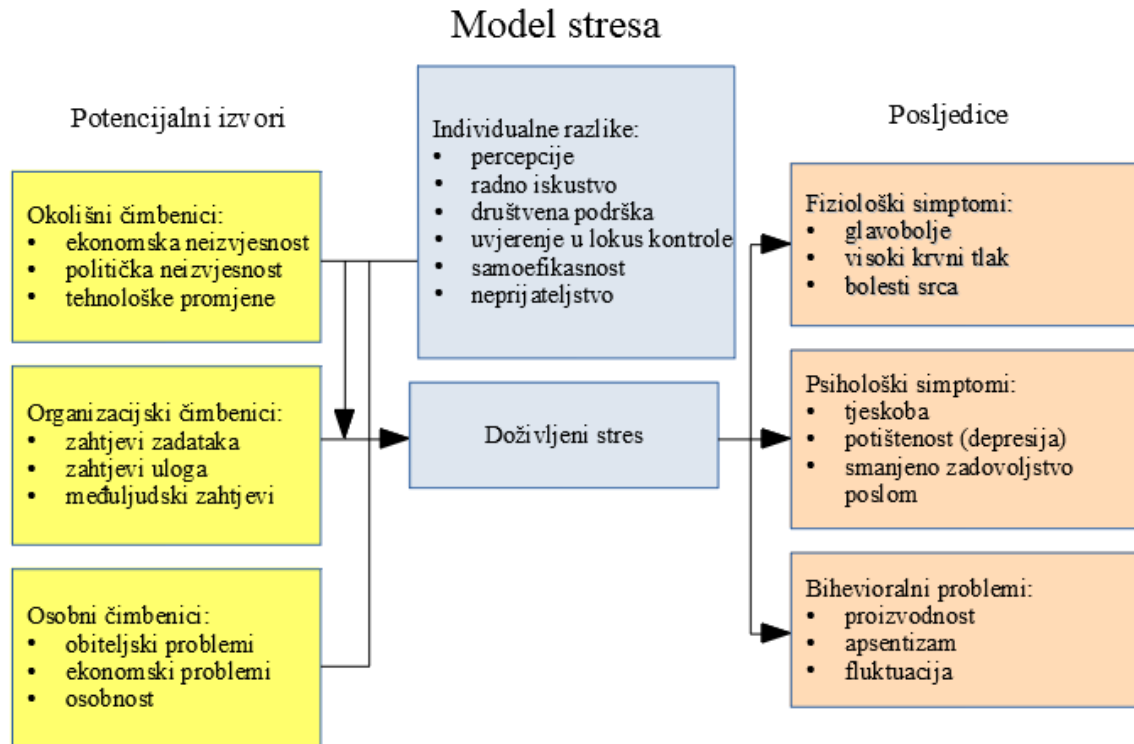 Model stresa
Potencijalni izvori
Okolišni čimbenici:
• ekonomska neizvjesnost
• politička neizvjesnost
• tehnološke promjene
Organizacijski čimbenici:
• zahtjevi zadataka
• zahtjevi uloga
• međuljudski zahtjevi
Osobni čimbenici:
• obiteljski problemi
• ekonomski problemi
• osobnost
Individualne razlike:
• percepcije
• radno iskustvo
• društvena podrška
• uvjerenje u lokus kontrole
• samoefikasnost
• neprijateljstvo
Doživljeni stres
Posljedice
Fiziološki simptomi:
• glavobolje
• visoki krvni tlak
• bolesti srca
Psihološki simptomi:
• tjeskoba
• potištenost (depresija)
• smanjeno zadovoljstvo
poslom
Bihevioralni problemi:
• proizvodnost
• apsentizam
• fluktuacija